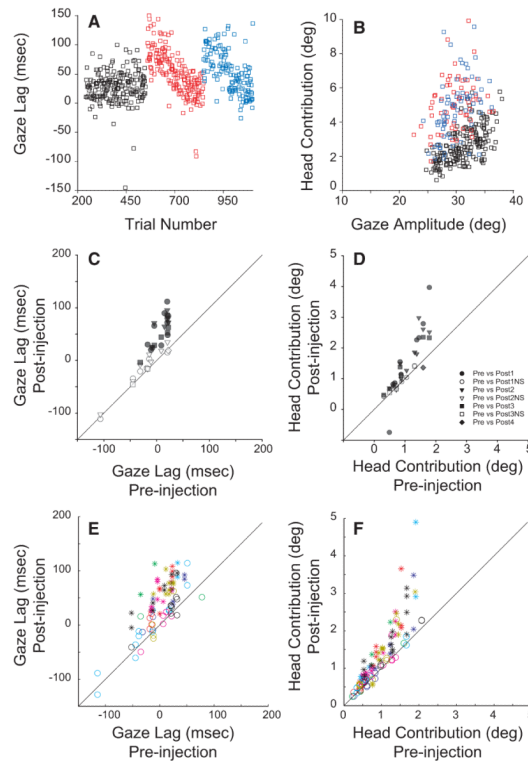 A
Gaze Lag (msec)
150
100
50
0
-50
-100
-150
200
450
700
950
Trial Number
B
Head Contribution (deg)
10
8
6
4
2
0
10
20
30
40
Gaze Amplitude (deg)
C
Gaze Lag (msec)
Post-injection
200
100
0
-100
-100
0
100
200
Gaze Lag (msec)
Pre-injection
D
Head Contribution (deg)
Post-injection
5
4
3
2
1
0
0
1
2
3
4
Pre vs Post1
Pre vs Post1NS
Pre vs Post2
Pre vs Post2NS
Pre vs Post3
Pre vs Post3NS
Pre vs Post4
Head Contribution (deg)
Pre-injection
E
Gaze Lag (msec)
Post-injection
200
100
0
-100
-100
0
100
200
Gaze Lag (msec)
Pre-injection
F
Head Contribution (deg)
Post-injection
5
4
3
2
1
0
0
1
2
3
4
Head Contribution (deg)
Pre-injection